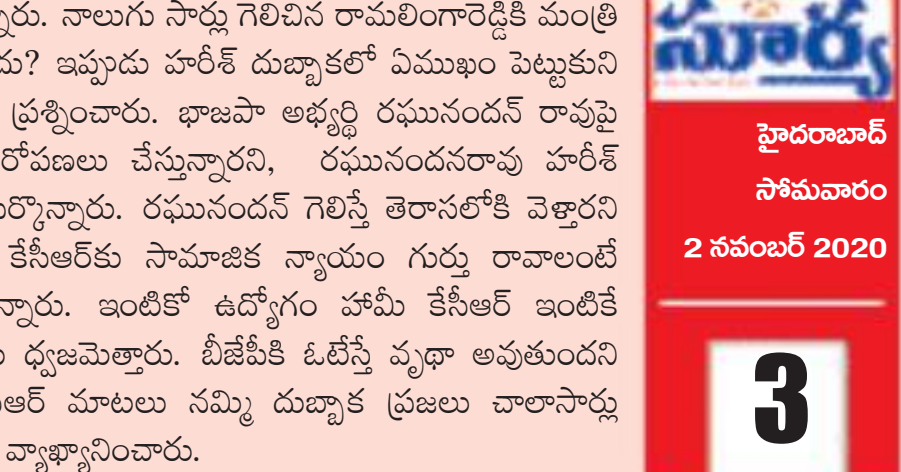 న్నారు. నాలుగు సార్లు గెలిచిన రామలింగారెడ్డికి మంత్రి
దు? ఇప్పుడు హరీశ్ దుబ్బాకలో ఏముఖం పెట్టుకుని
ప్రశ్నించారు. భాజపా అభ్యర్థి రఘునందన్ రావుపై
రోపణలు చేస్తున్నారని, రఘునందనరావు హరీశ్
ర్కొన్నారు. రఘునందన్ గెలిస్తే తెరాసలోకి వెళ్తారని
కేసీఆర్‌కు సామాజిక న్యాయం గుర్తు రావాలంటే
న్నారు. ఇంటికో ఉద్యోగం హామీ కేసీఆర్ ఇంటికే
ధ్వజమెత్తారు. బీజేపీకి ఓటేస్తే వృథా అవుతుందని
ఆర్ మాటలు నమ్మి దుబ్బాక ప్రజలు చాలాసార్లు
వ్యాఖ్యానించారు.
సూర్య
హైదరాబాద్
సోమవారం
2 నవంబర్ 2020
3